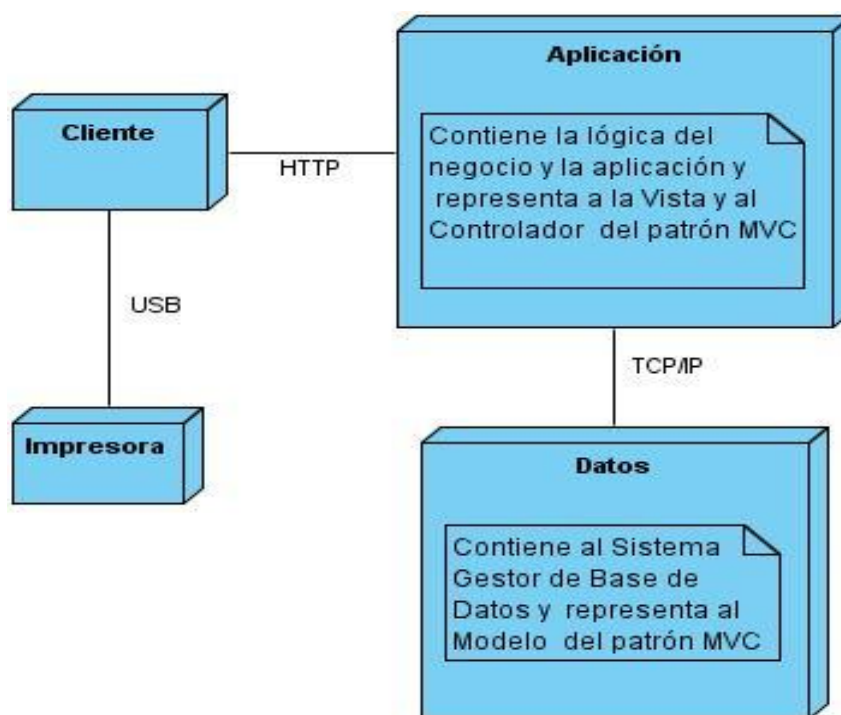 Aplicación
Contiene la lógica del
negocio y la aplicación y
representa a la Vista y al
Controlador del patrón MVC
Cliente
HTTP
USB
TCP/IP
Impresora
Datos
Contiene al Sistema
Gestor de Base de
Datos y representa al
Modelo del patrón MVC